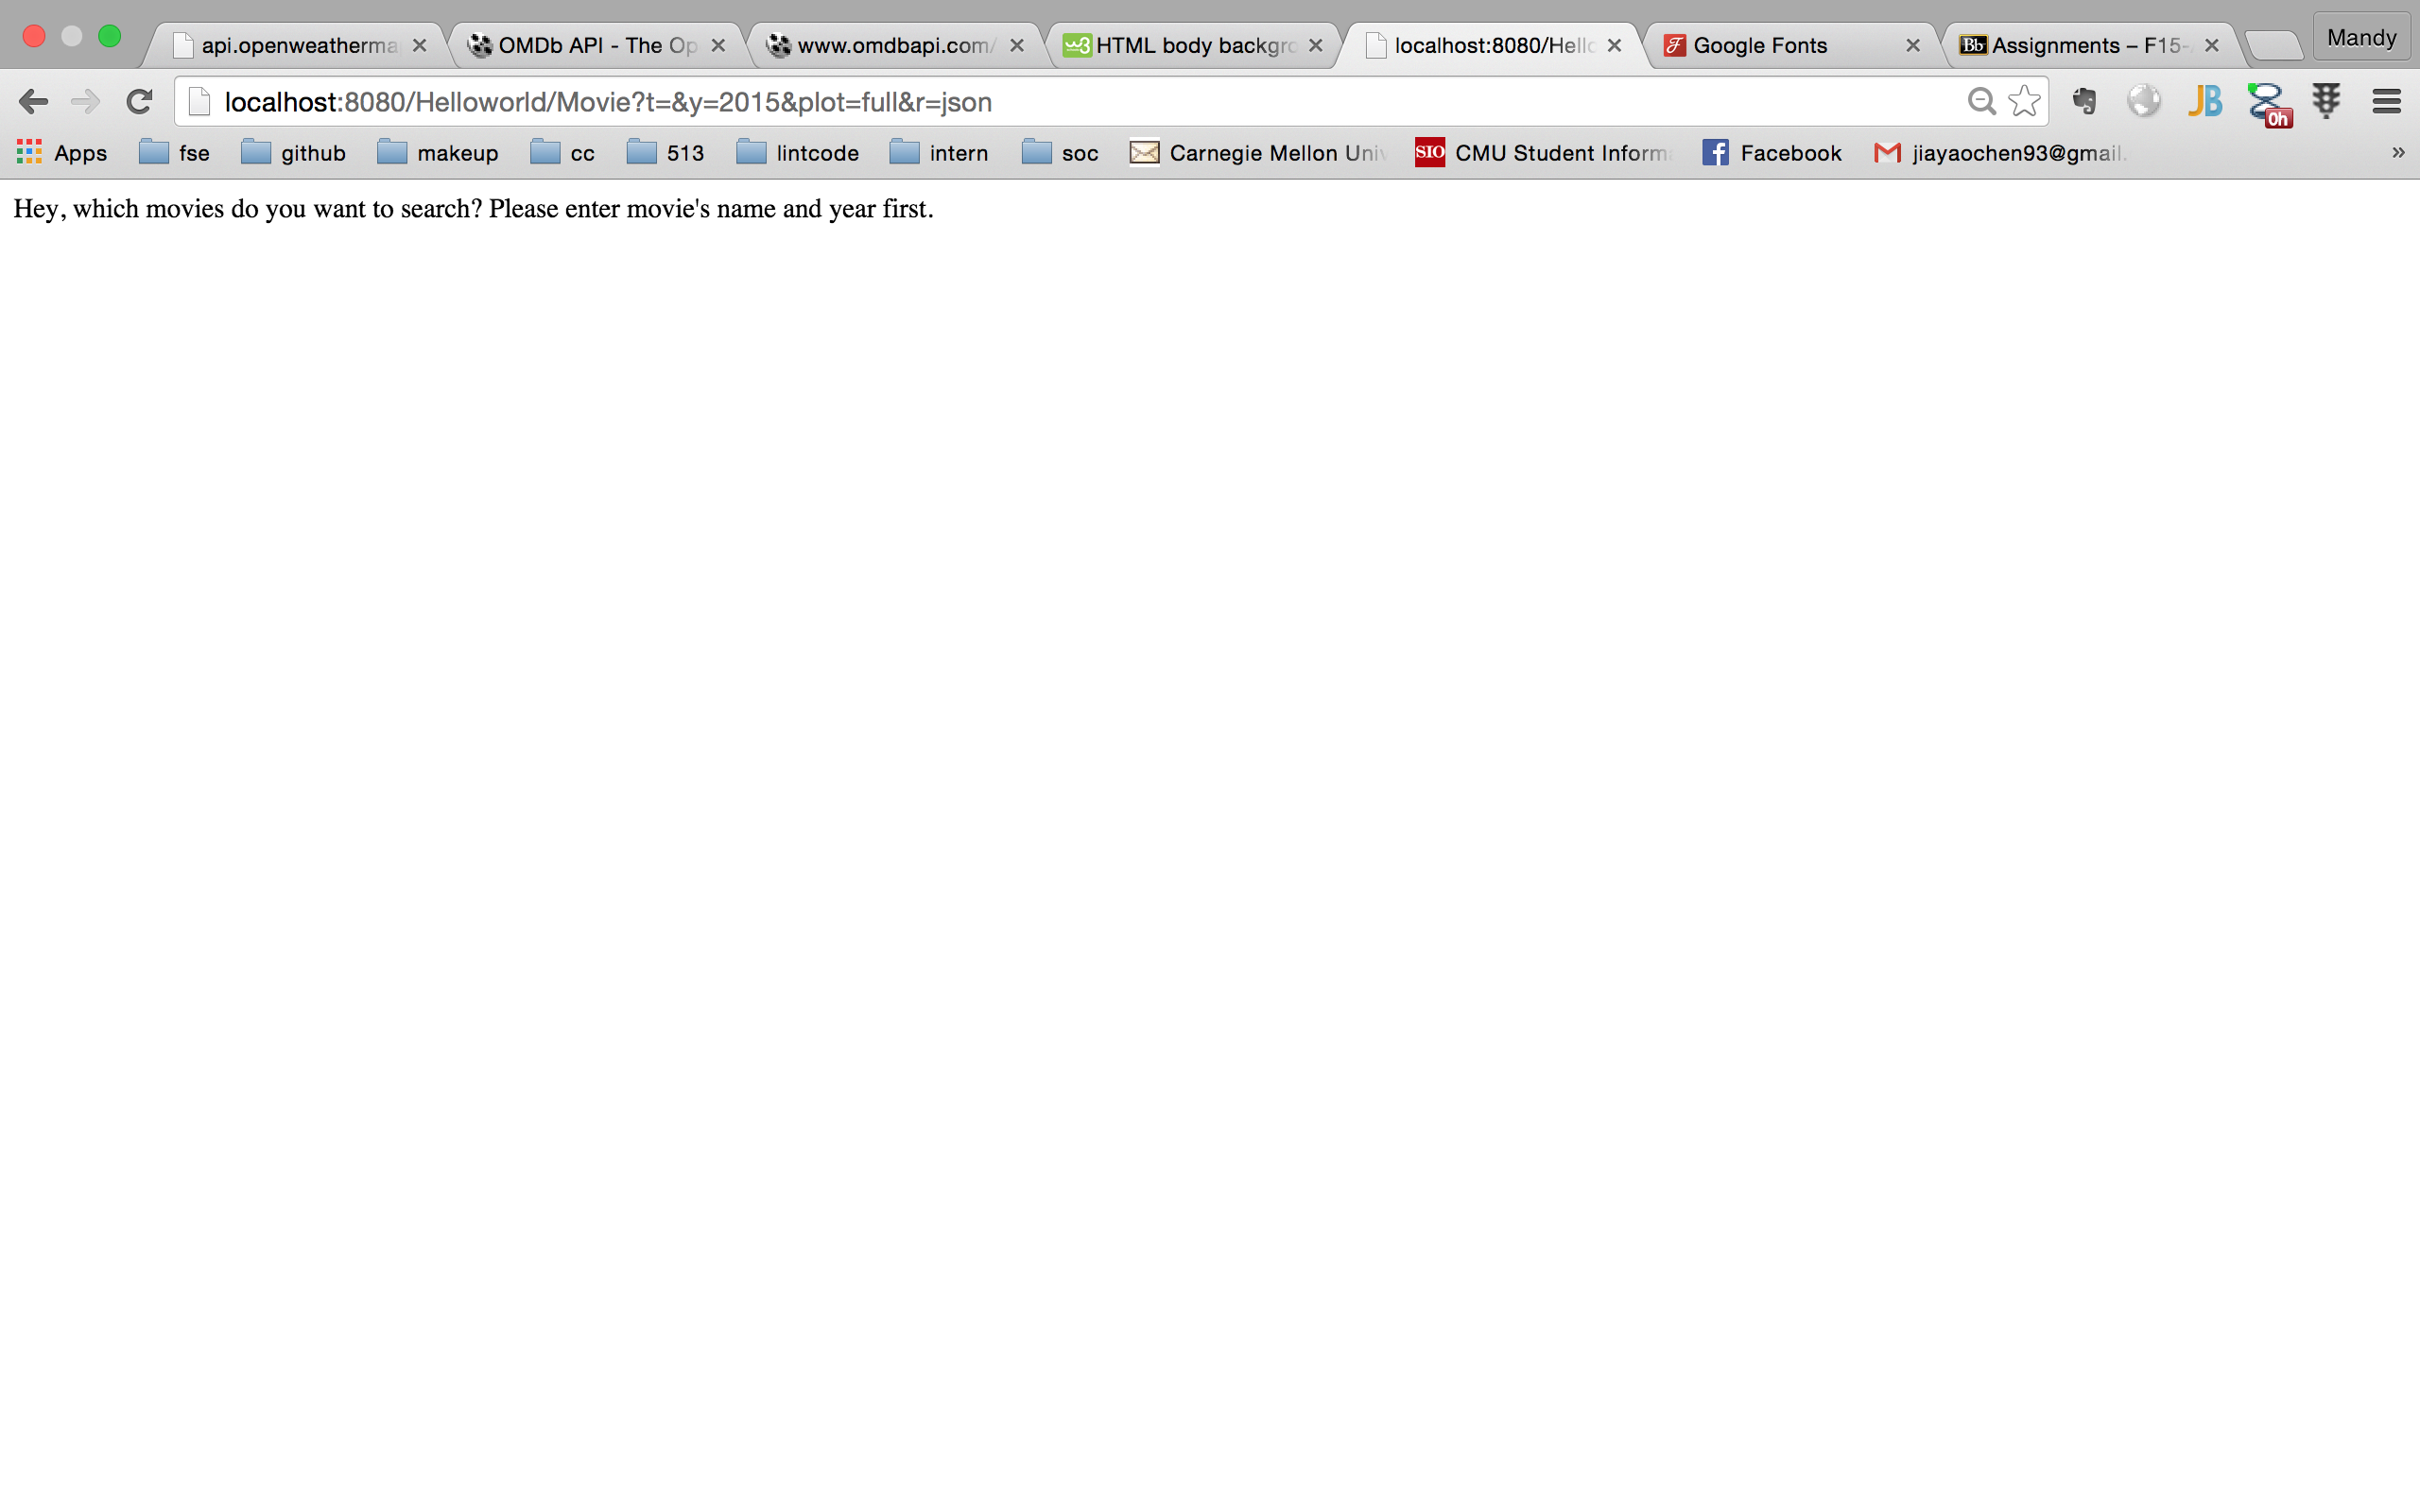 api.openweatherma
OMDb API - The Op
www.omdbapi.com/
HTML body backgro
localhost:8080/Hello
Google Fonts
Bb Assignments – F15-
Mandy
localhost:8080/Helloworld/Movie?t=&y=2015&plot=full&r=json
JB
0h
Apps
fse
github
makeup
cc
513
lintcode
intern
soc
Carnegie Mellon Univ
SIO CMU Student Inform
Facebook
jiayaochen93@gmail.
»
Hey, which movies do you want to search? Please enter movie's name and year first.